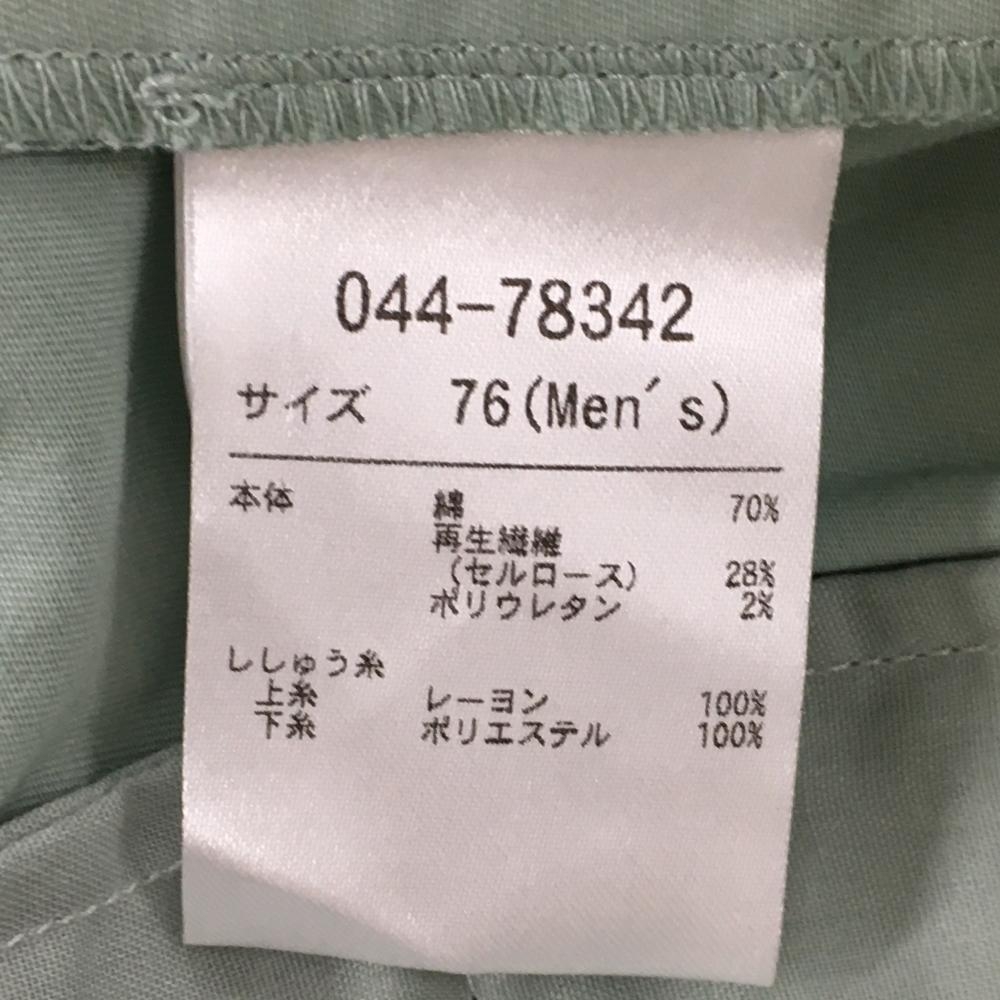 044-78342
サイズ 76(Men's)
本体 綿 70%
再生繊維
(セルロース) 28%
ポリウレタン 2%
ししゅう糸
上糸 レーヨン 100%
下糸 ポリエステル 100%